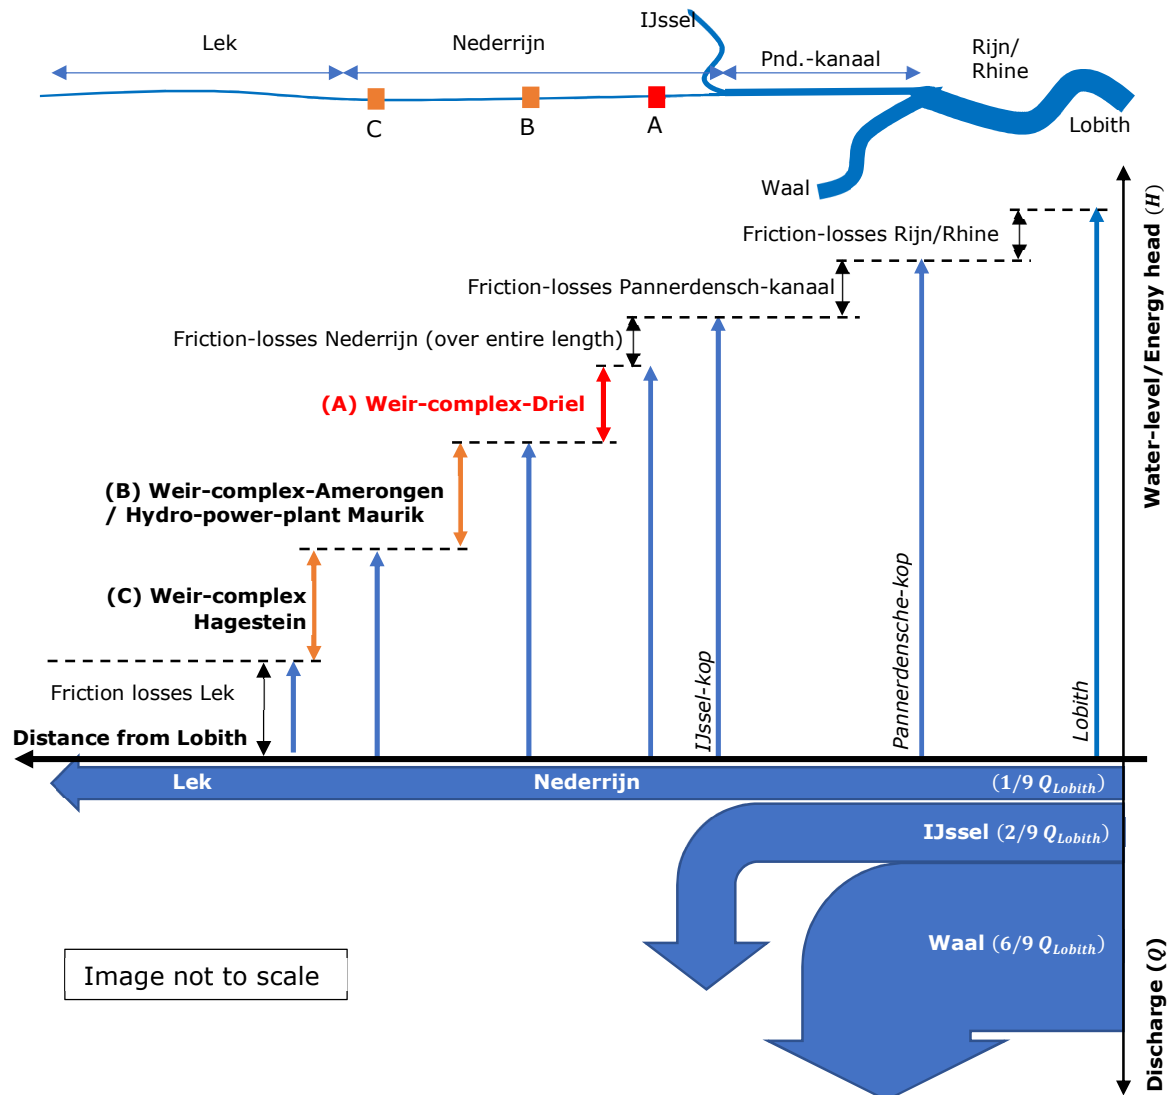 IJssel
Lek
Nederrijn
Pnd.-kanaal
Rijn/
Rhine
C
B
A
Lobith
Waal
Water-level/Energy head (H)
Friction-losses Rijn/Rhine
Friction-losses Pannerdensch-kanaal
Friction-losses Nederrijn (over entire length)
(A) Weir-complex-Driel
(B) Weir-complex-Amerongen
/ Hydro-power-plant Maurik
(C) Weir-complex
Hagestein
Friction losses Lek
IJssel-kop
Pannerdensche-kop
Lobith
Distance from Lobith
Lek
Nederrijn
(1/9 Q_Lobith)
IJssel (2/9 Q_Lobith)
Waal (6/9 Q_Lobith)
Image not to scale
Discharge (Q)